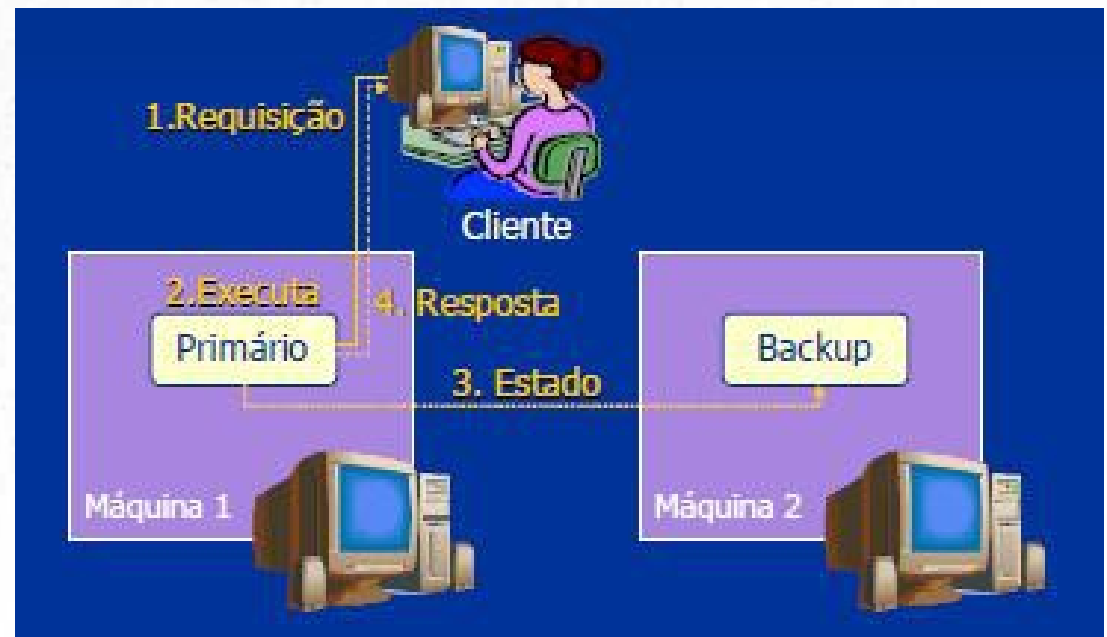 1.Requisição
Cliente
2.Executa
4. Resposta
Primário
Backup
3. Estado
Máquina 1
Máquina 2